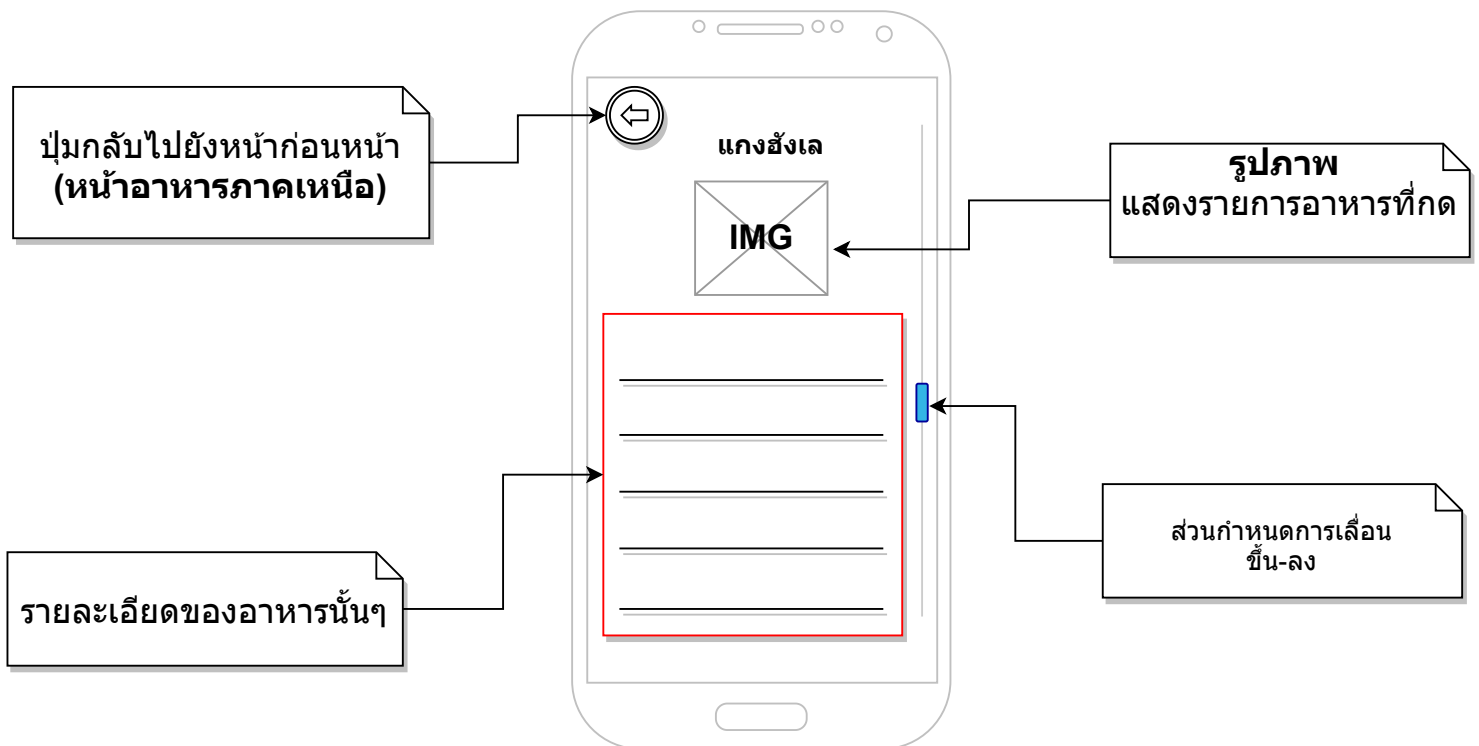 ปุ่มกลับไปยังหน้าก่อนหน้า
(หน้าอาหารภาคเหนือ)
แกงฮังเล
IMG
รูปภาพ
แสดงรายการอาหารที่กด
ส่วนกำหนดการเลื่อน
ขึ้น-ลง
รายละเอียดของอาหารนั้นๆ